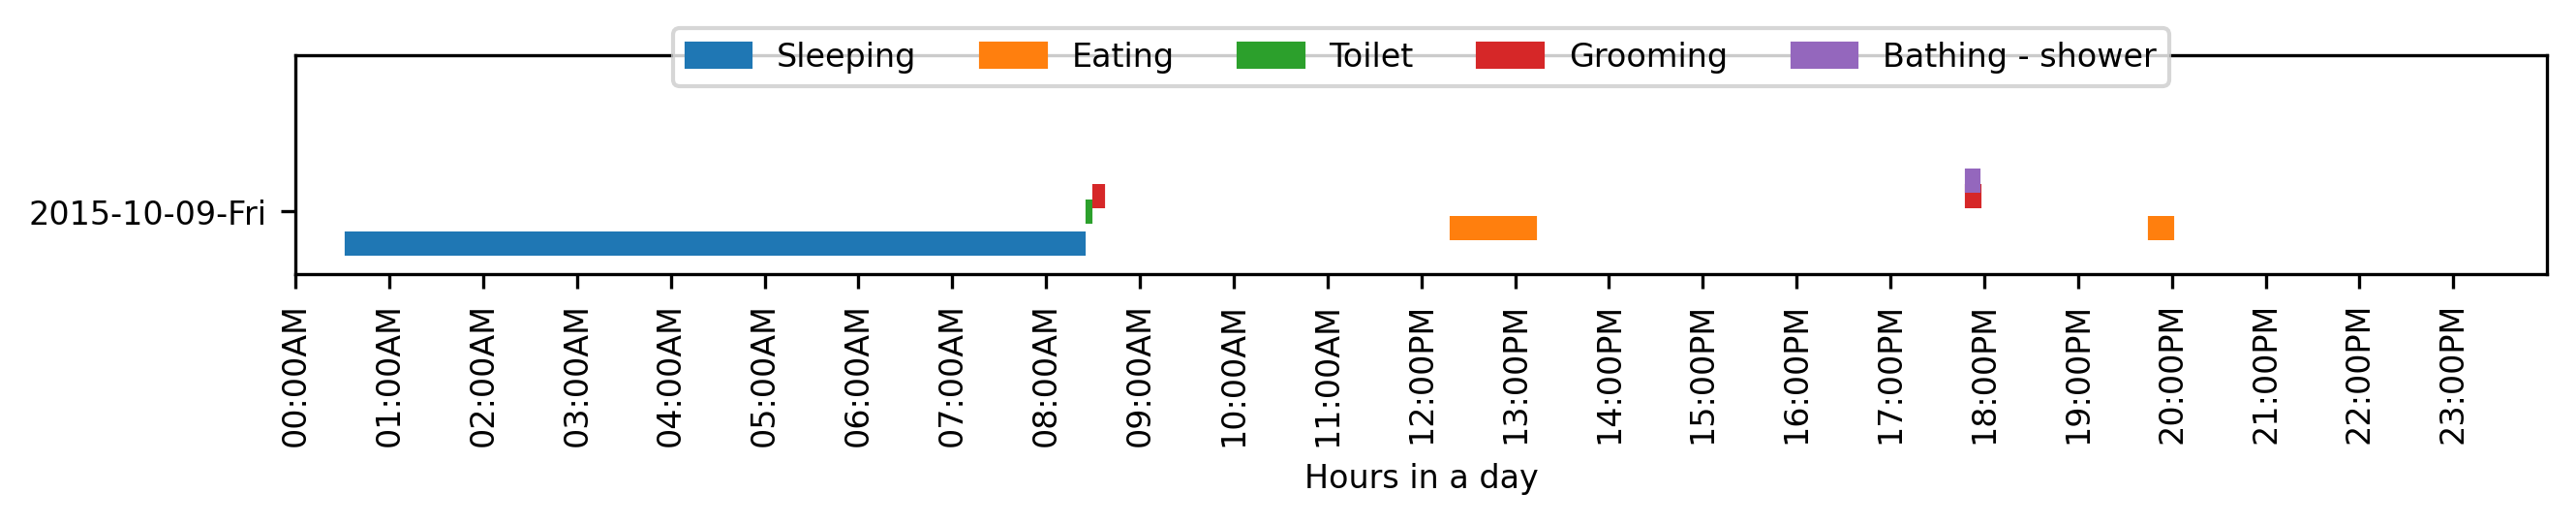 Sleeping Eating Toilet Grooming Bathing - shower
2015-10-09-Fri
00:00AM
01:00AM
02:00AM
03:00AM
04:00AM
05:00AM
06:00AM
07:00AM
08:00AM
09:00AM
10:00AM
11:00AM
12:00PM
13:00PM
14:00PM
15:00PM
16:00PM
17:00PM
18:00PM
19:00PM
20:00PM
21:00PM
22:00PM
23:00PM
Hours in a day